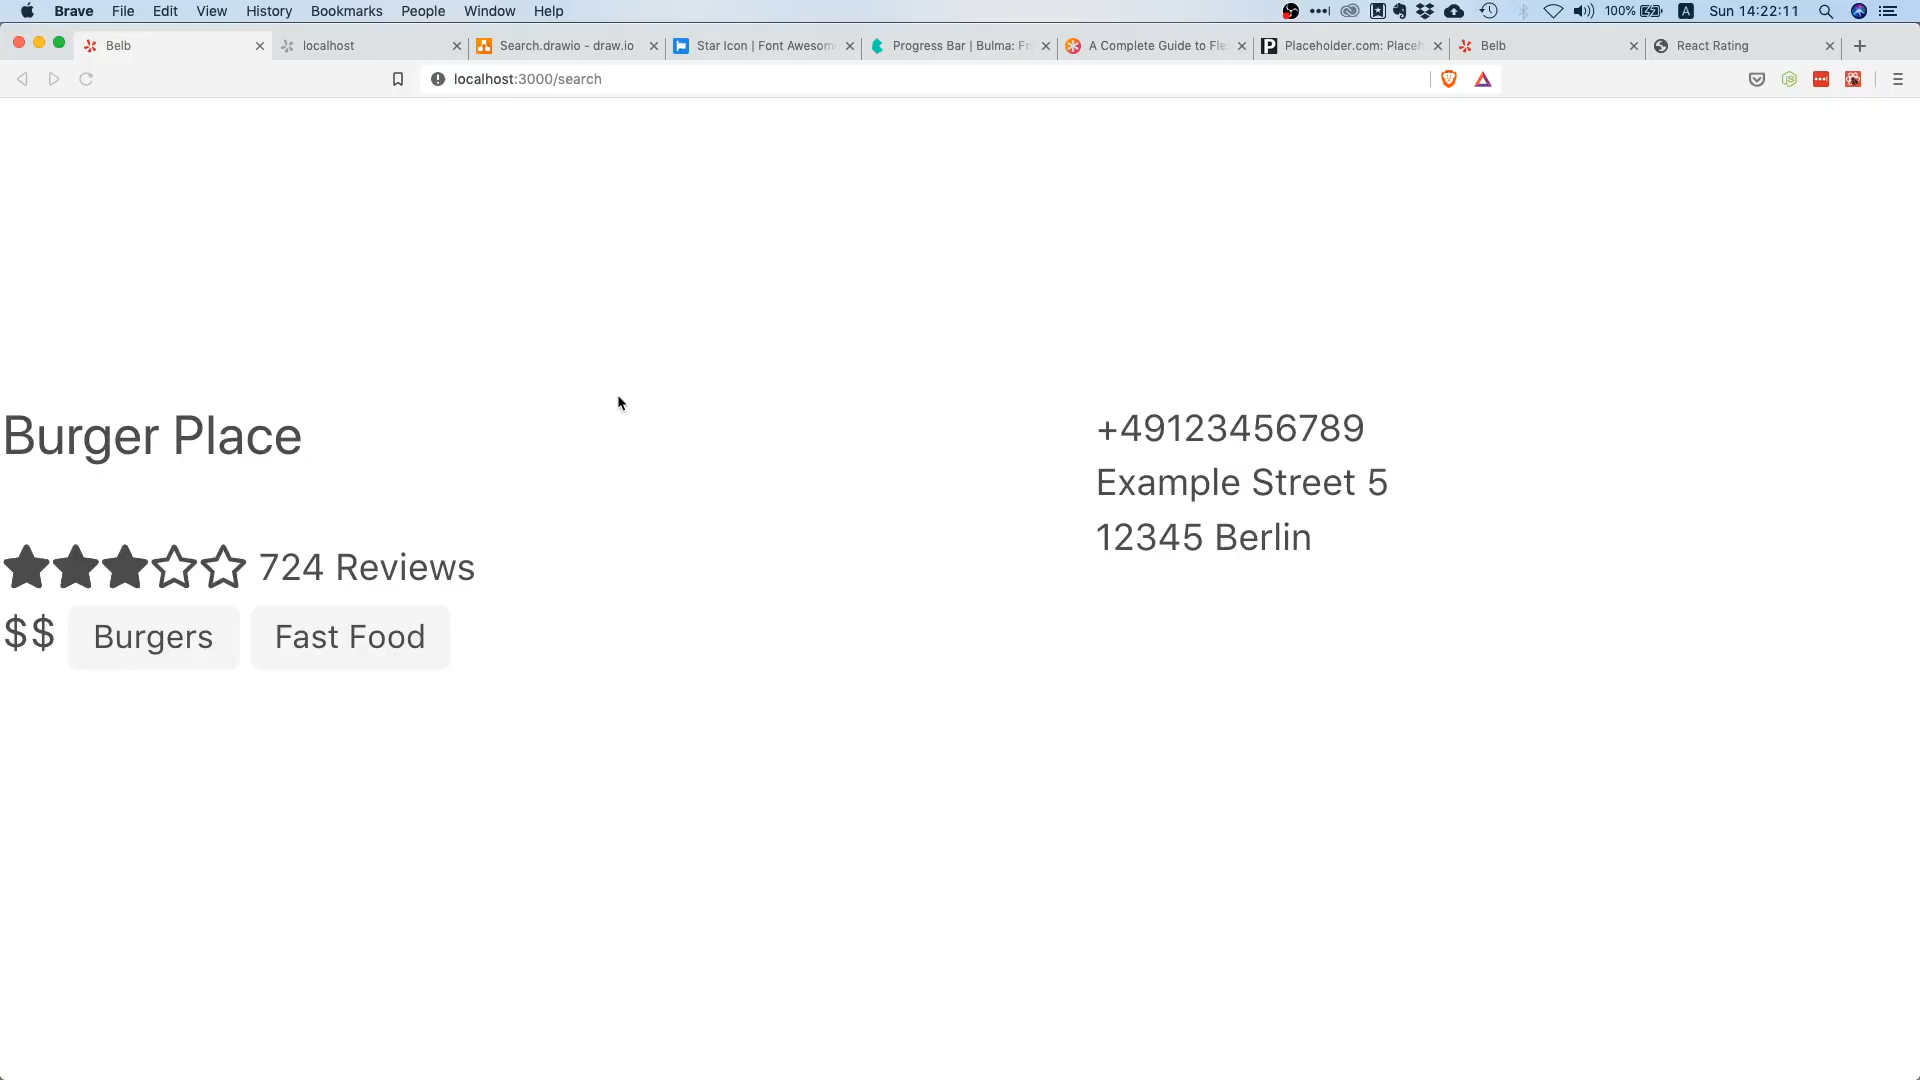 Brave File Edit View History Bookmarks People Window Help 100% A Sun 14:22:11
Belb localhost Search.drawio - draw.io Star Icon | Font Awesom Progress Bar | Bulma: Fr A Complete Guide to Fle Placeholder.com: Placeh Belb React Rating
localhost:3000/search
Burger Place
+49123456789
Example Street 5
12345 Berlin
724 Reviews
$$ Burgers Fast Food